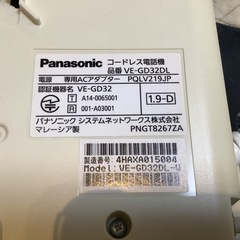 Panasonic コードレス電話機
品番 VE-GD32DL
電源 専用ACアダプター PQLV219JP
認証機器名 VE-GD32
T A14-0065001
R 001-A03001
1.9-D
パナソニック システムネットワークス株式会社
マレーシア製 PNGT8267ZA
製造番号: 4HAXA015004
Model: VE-GD32DL-W